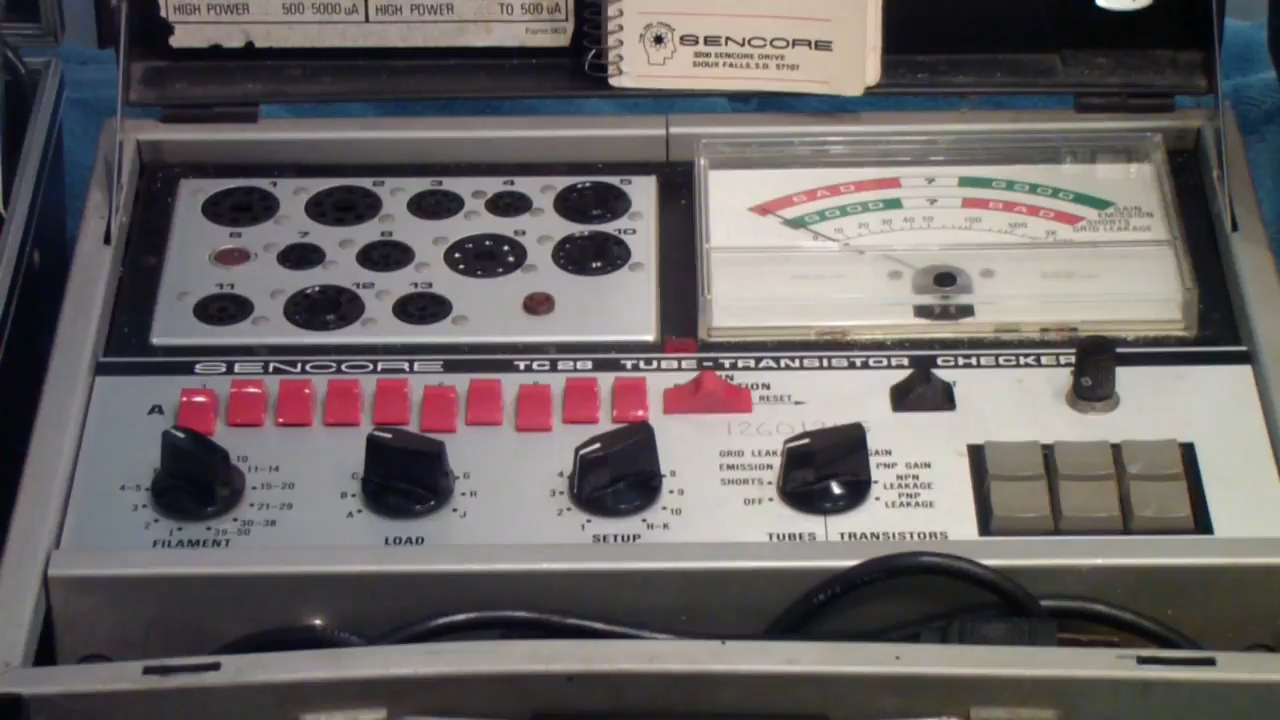 HIGH POWER 500-5000 uA HIGH POWER TO 500 uA
SENCORE
3200 SENCORE DRIVE
SIOUX FALLS, S.D. 57107
1 2 3 4 5
6 7 8 9 10
11 12 13
BAD ? GOOD
GOOD ? BAD
GAIN
EMISSION
SHORTS
GRID LEAKAGE
0 10 20 30 40 50 100 500
SENCORE TC28 TUBE-TRANSISTOR CHECKER
RESET
A
10
11-14
15-20
21-29
30-38
39-50
1
2
3
4-5
FILAMENT
A
B
G
H
J
LOAD
1
2
3
4
8
9
10
H-K
SETUP
GRID LEAK
EMISSION
SHORTS
OFF
GAIN
PNP GAIN
NPN
LEAKAGE
PNP
LEAKAGE
TUBES TRANSISTORS